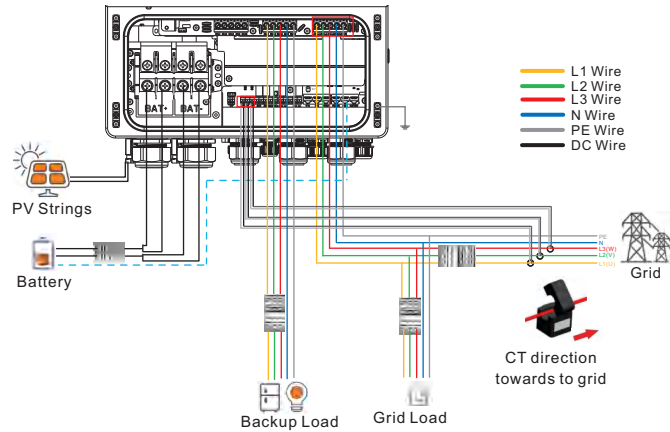 BAT+
BAT-
L1 Wire
L2 Wire
L3 Wire
N Wire
PE Wire
DC Wire
PV Strings
Battery
PE
N
L3(W)
L2(V)
L1(U)
Grid
CT direction
towards to grid
Backup Load
Grid Load